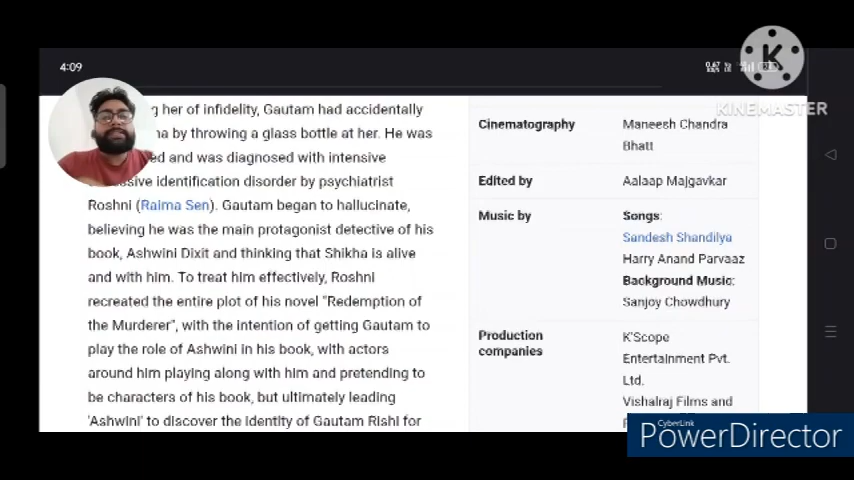 4:09
KINEMASTER
g her of infidelity, Gautam had accidentally
na by throwing a glass bottle at her. He was
ed and was diagnosed with intensive
identification disorder by psychiatrist
Roshni (Raima Sen). Gautam began to hallucinate,
believing he was the main protagonist detective of his
book, Ashwini Dixit and thinking that Shikha is alive
and with him. To treat him effectively, Roshni
recreated the entire plot of his novel "Redemption of
the Murderer", with the intention of getting Gautam to
play the role of Ashwini in his book, with actors
around him playing along with him and pretending to
be characters of his book, but ultimately leading
'Ashwini' to discover the identity of Gautam Rishi for
Cinematography
Maneesh Chandra
Bhatt
Edited by
Aalaap Majgavkar
Music by
Songs:
Sandesh Shandilya
Harry Anand Parvaaz
Background Music:
Sanjoy Chowdhury
Production
companies
K'Scope
Entertainment Pvt.
Ltd.
Vishalraj Films and
CyberLink
PowerDirector